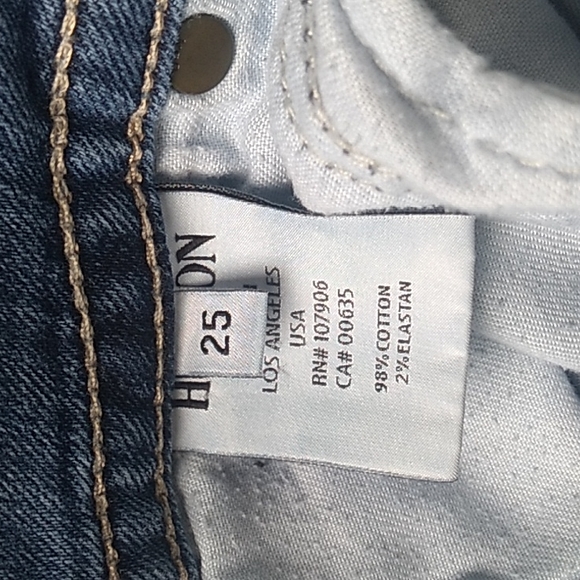 25
LOS ANGELES
USA
RN# 107906
CA# 00635
98% COTTON
2% ELASTAN